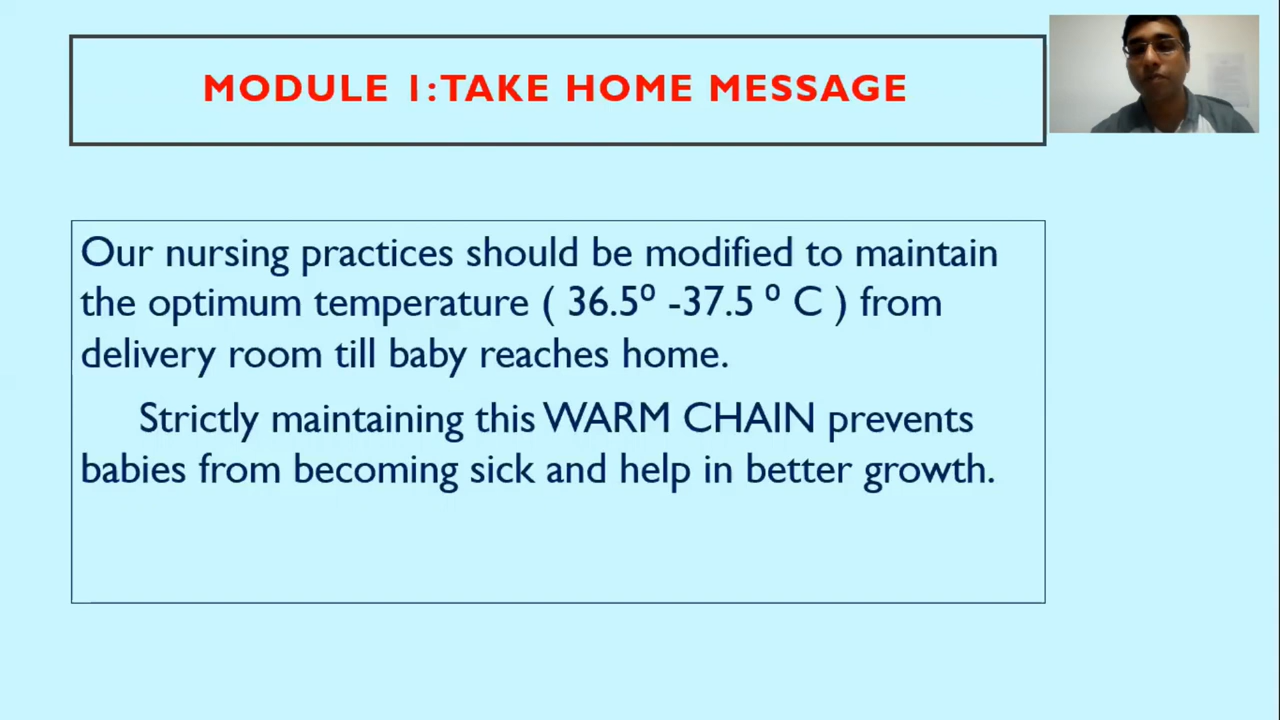 MODULE 1:TAKE HOME MESSAGE
Our nursing practices should be modified to maintain
the optimum temperature ( 36.5⁰ -37.5 ⁰ C ) from
delivery room till baby reaches home.
Strictly maintaining this WARM CHAIN prevents
babies from becoming sick and help in better growth.